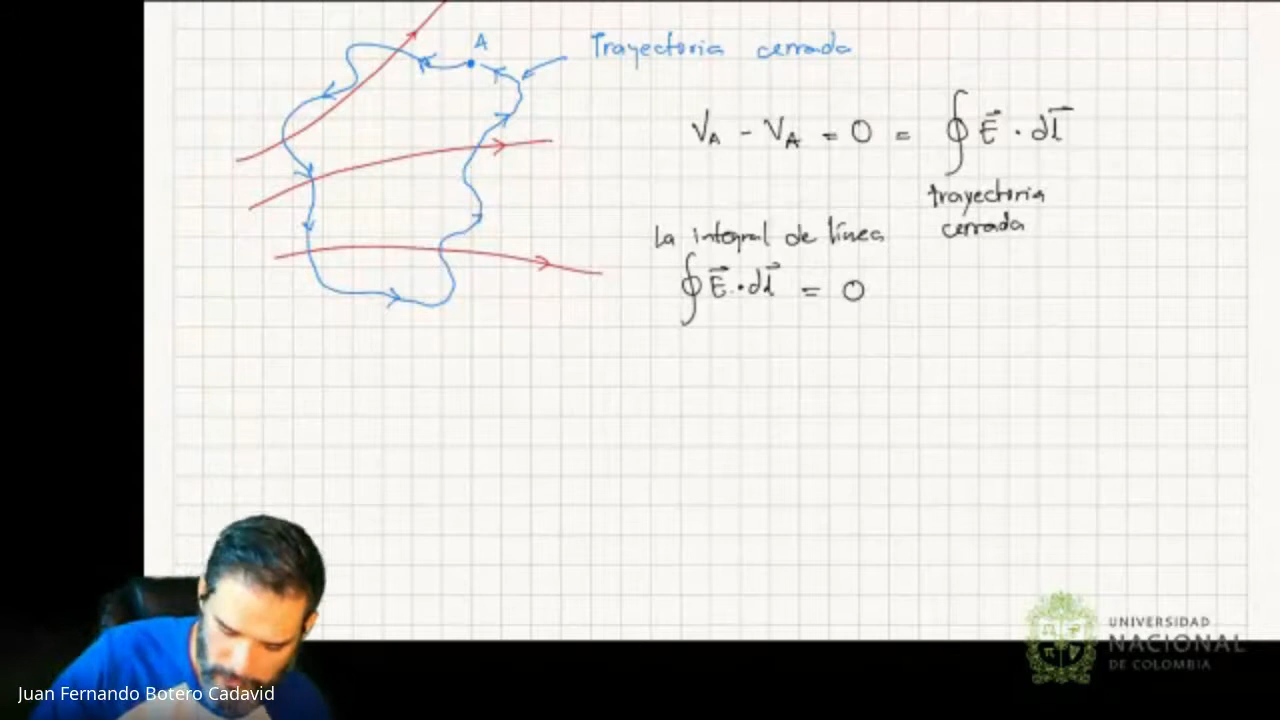 A
Trayectoria cerrada
V_A - V_A = 0 = ∮ E⃗ · dl⃗
trayectoria
cerrada
La integral de línea
∮ E⃗ · dl⃗ = 0
UNIVERSIDAD
NACIONAL
DE COLOMBIA
Juan Fernando Botero Cadavid